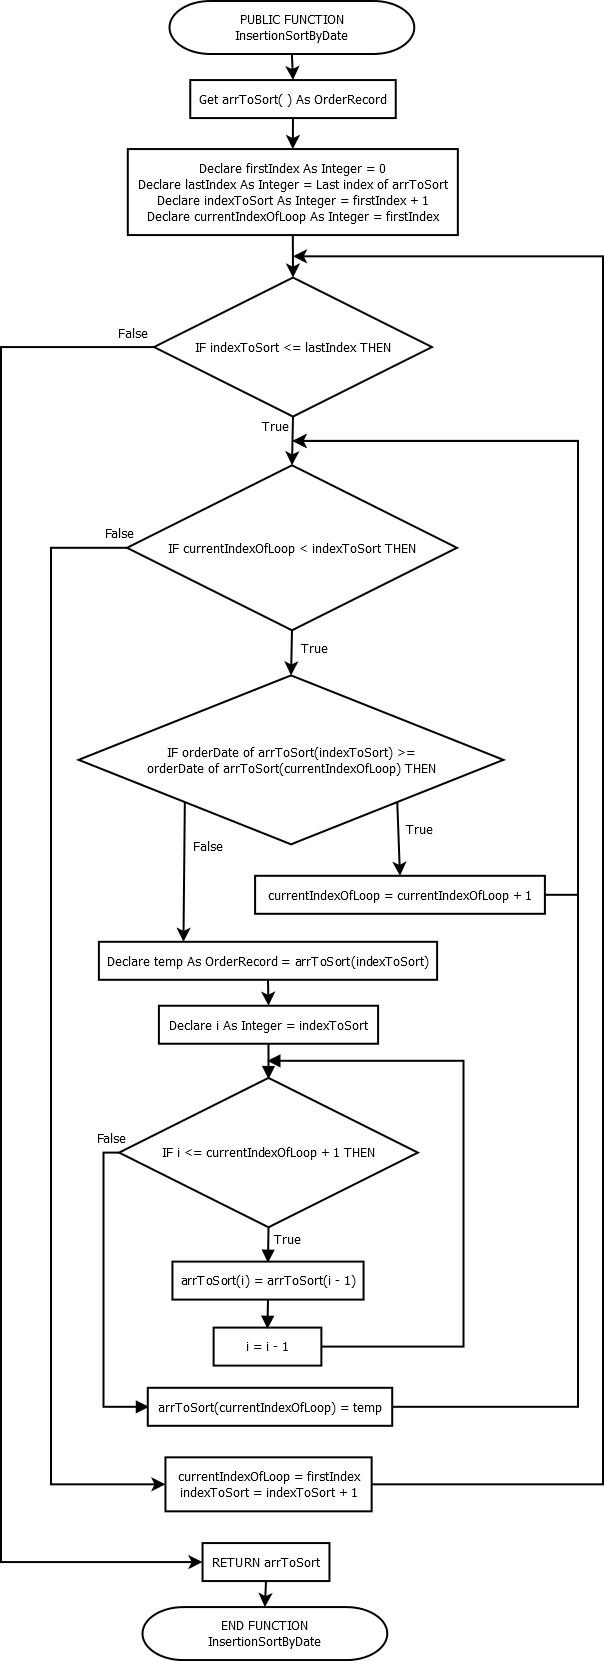 PUBLIC FUNCTION
InsertionSortByDate
Get arrToSort( ) As OrderRecord
Declare firstIndex As Integer = 0
Declare lastIndex As Integer = Last index of arrToSort
Declare indexToSort As Integer = firstIndex + 1
Declare currentIndexOfLoop As Integer = firstIndex
False
IF indexToSort <= lastIndex THEN
True
False
IF currentIndexOfLoop < indexToSort THEN
True
IF orderDate of arrToSort(indexToSort) >=
orderDate of arrToSort(currentIndexOfLoop) THEN
True
False
currentIndexOfLoop = currentIndexOfLoop + 1
Declare temp As OrderRecord = arrToSort(indexToSort)
Declare i As Integer = indexToSort
False
IF i <= currentIndexOfLoop + 1 THEN
True
arrToSort(i) = arrToSort(i - 1)
i = i - 1
arrToSort(currentIndexOfLoop) = temp
currentIndexOfLoop = firstIndex
indexToSort = indexToSort + 1
RETURN arrToSort
END FUNCTION
InsertionSortByDate